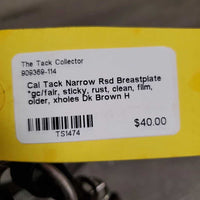 The Tack Collector
909369-114
Cal Tack Narrow Rsd Breastplate
*gc/fair, sticky, rust, clean, film,
older, xholes Dk Brown H
$40.00
TS1474